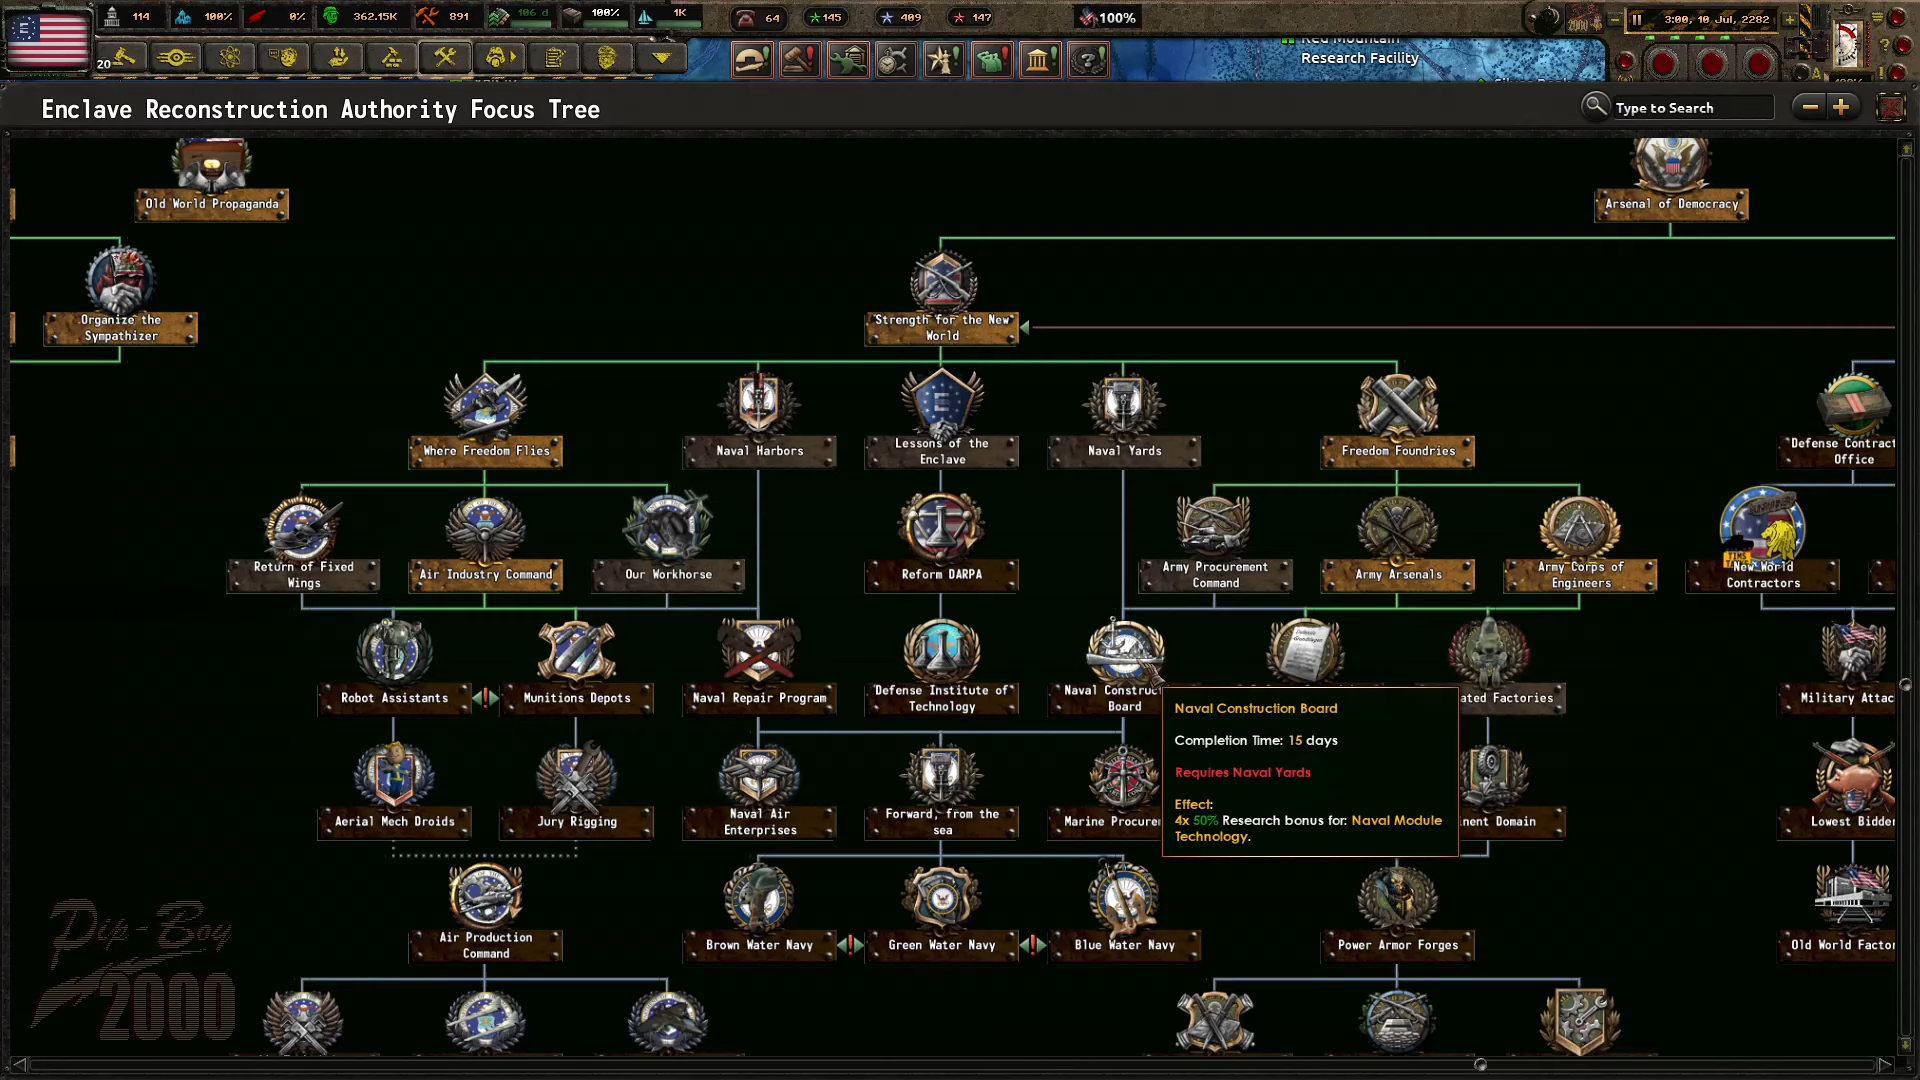 114
100%
0%
362.15K
891
106 d
100%
1K
64
145
409
147
100%
3:00, 10 Jul, 2282
20
Red Mountain
Research Facility
Enclave Reconstruction Authority Focus Tree
Type to Search
Old World Propaganda
Arsenal of Democracy
Organize the
Sympathizer
Strength for the New
World
Where Freedom Flies
Naval Harbors
Lessons of the
Enclave
Naval Yards
Freedom Foundries
Defense Contract
Office
Return of Fixed
Wings
Air Industry Command
Our Workhorse
Reform DARPA
Army Procurement
Command
Army Arsenals
Army Corps of
Engineers
New World
Contractors
Robot Assistants
Munitions Depots
Naval Repair Program
Defense Institute of
Technology
Naval Construct
Board
ated Factories
Military Attac
Naval Construction Board
Completion Time: 15 days
Requires Naval Yards
Effect:
4x 50% Research bonus for: Naval Module
Technology.
Aerial Mech Droids
Jury Rigging
Naval Air
Enterprises
Forward, from the
sea
Marine Procurem
nent Domain
Lowest Bidder
Air Production
Command
Brown Water Navy
Green Water Navy
Blue Water Navy
Power Armor Forges
Old World Factor
Pip-Boy
2000